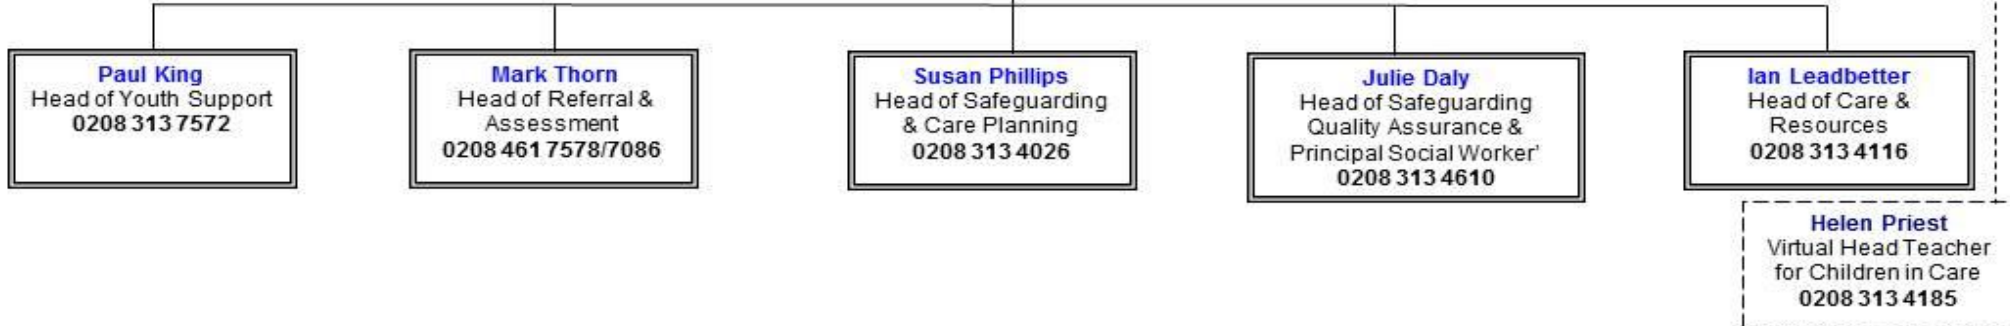 Paul King
Head of Youth Support
0208 313 7572
Mark Thorn
Head of Referral &
Assessment
0208 461 7578/7086
Susan Phillips
Head of Safeguarding
& Care Planning
0208 313 4026
Julie Daly
Head of Safeguarding
Quality Assurance &
Principal Social Worker'
0208 313 4610
Ian Leadbetter
Head of Care &
Resources
0208 313 4116
Helen Priest
Virtual Head Teacher
for Children in Care
0208 313 4185